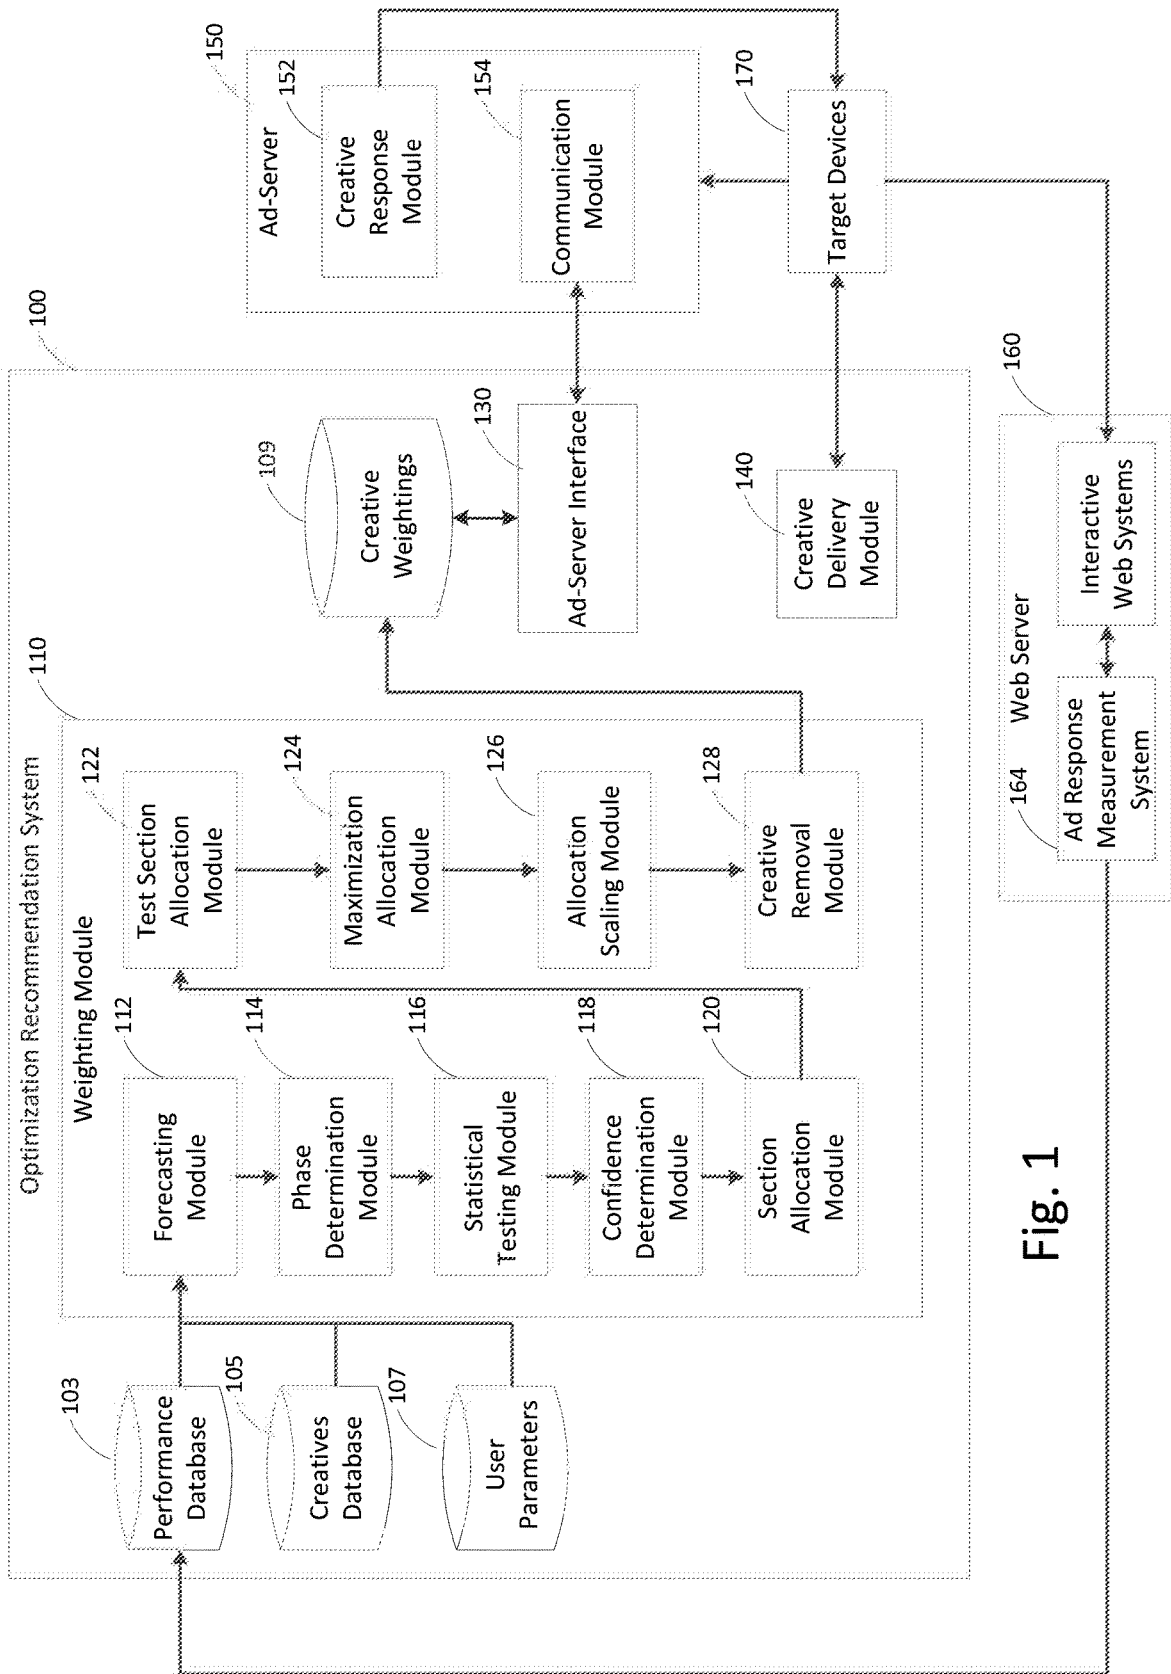 Optimization Recommendation System
100
Weighting Module
110
103
Performance
Database
105
Creatives
Database
107
User
Parameters
112
Forecasting
Module
114
Phase
Determination
Module
116
Statistical
Testing Module
118
Confidence
Determination
Module
120
Section
Allocation
Module
122
Test Section
Allocation
Module
124
Maximization
Allocation
Module
126
Allocation
Scaling Module
128
Creative
Removal
Module
109
Creative
Weightings
130
Ad-Server Interface
140
Creative
Delivery
Module
150
Ad-Server
152
Creative
Response
Module
154
Communication
Module
170
Target Devices
160
Web Server
164
Ad Response
Measurement
System
Interactive
Web Systems
Fig. 1